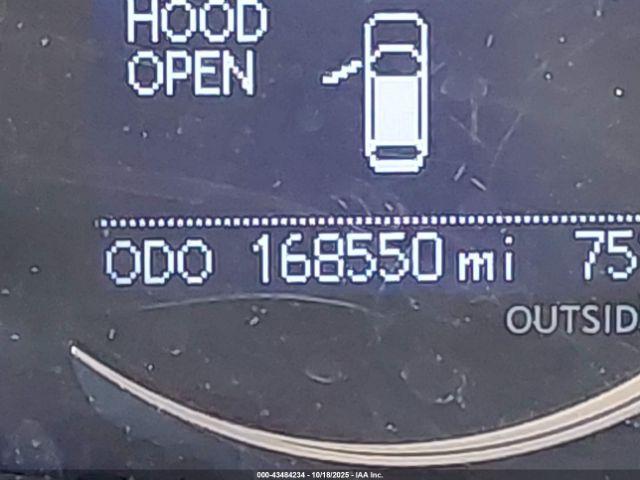 HOOD
OPEN
ODO 168550 mi 75
OUTSID
000-43484234 - 10/18/2025 - IAA Inc.